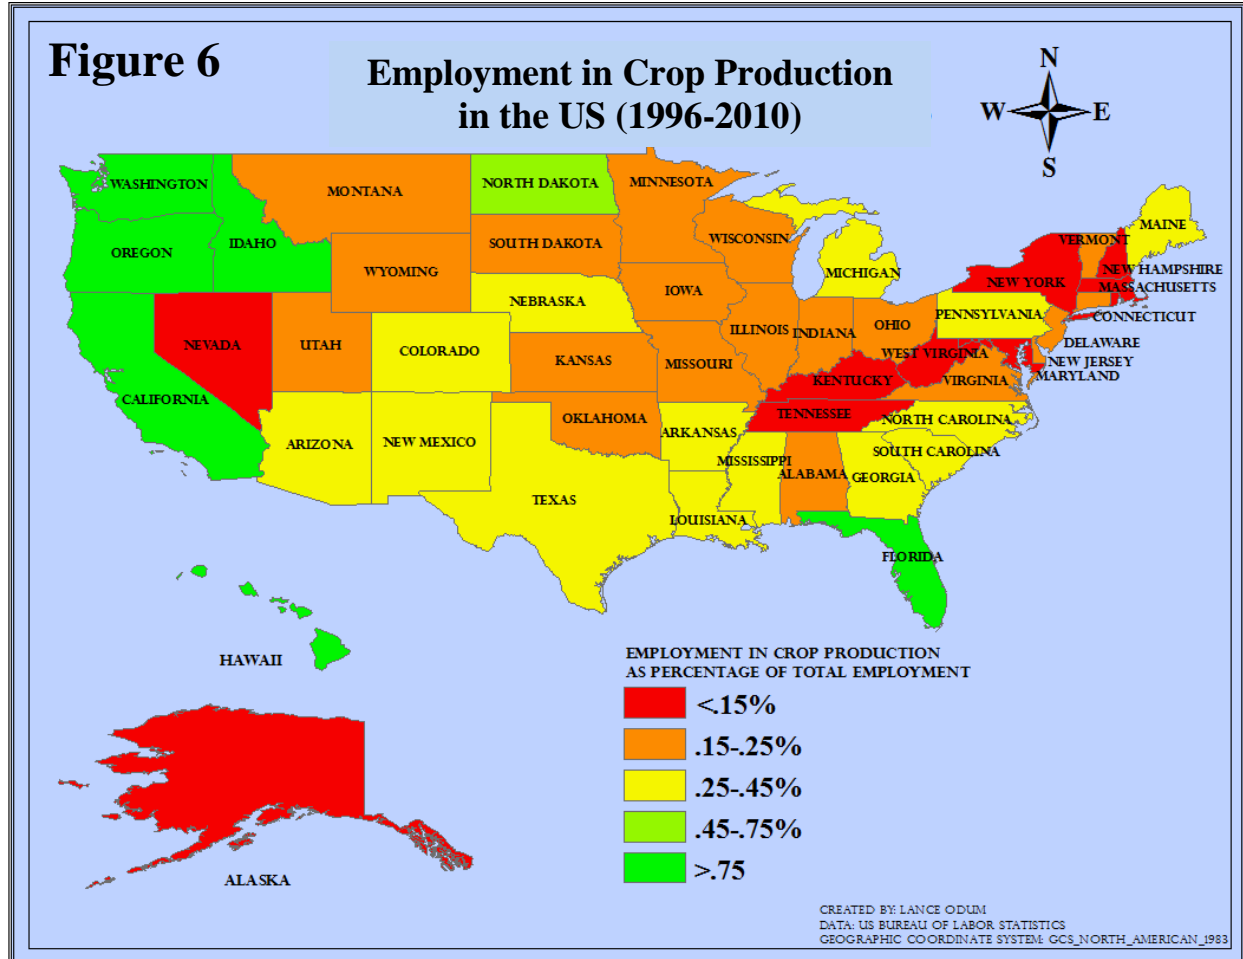 Figure 6
Employment in Crop Production
in the US (1996-2010)
N
W
E
S
WASHINGTON
MONTANA
NORTH DAKOTA
MINNESOTA
MAINE
OREGON
IDAHO
SOUTH DAKOTA
WISCONSIN
VERMONT
WYOMING
MICHIGAN
NEW HAMPSHIRE
NEW YORK
MASSACHUSETTS
NEBRASKA
IOWA
PENNSYLVANIA
CONNECTICUT
NEVADA
UTAH
COLORADO
KANSAS
MISSOURI
ILLINOIS
INDIANA
OHIO
DELAWARE
WEST VIRGINIA
NEW JERSEY
KENTUCKY
VIRGINIA
MARYLAND
CALIFORNIA
OKLAHOMA
TENNESSEE
NORTH CAROLINA
ARIZONA
NEW MEXICO
ARKANSAS
SOUTH CAROLINA
MISSISSIPPI
ALABAMA
GEORGIA
TEXAS
LOUISIANA
FLORIDA
HAWAII
ALASKA
EMPLOYMENT IN CROP PRODUCTION
AS PERCENTAGE OF TOTAL EMPLOYMENT
<.15%
.15-.25%
.25-.45%
.45-.75%
>.75
CREATED BY: LANCE ODUM
DATA: US BUREAU OF LABOR STATISTICS
GEOGRAPHIC COORDINATE SYSTEM: GCS_NORTH_AMERICAN_1983